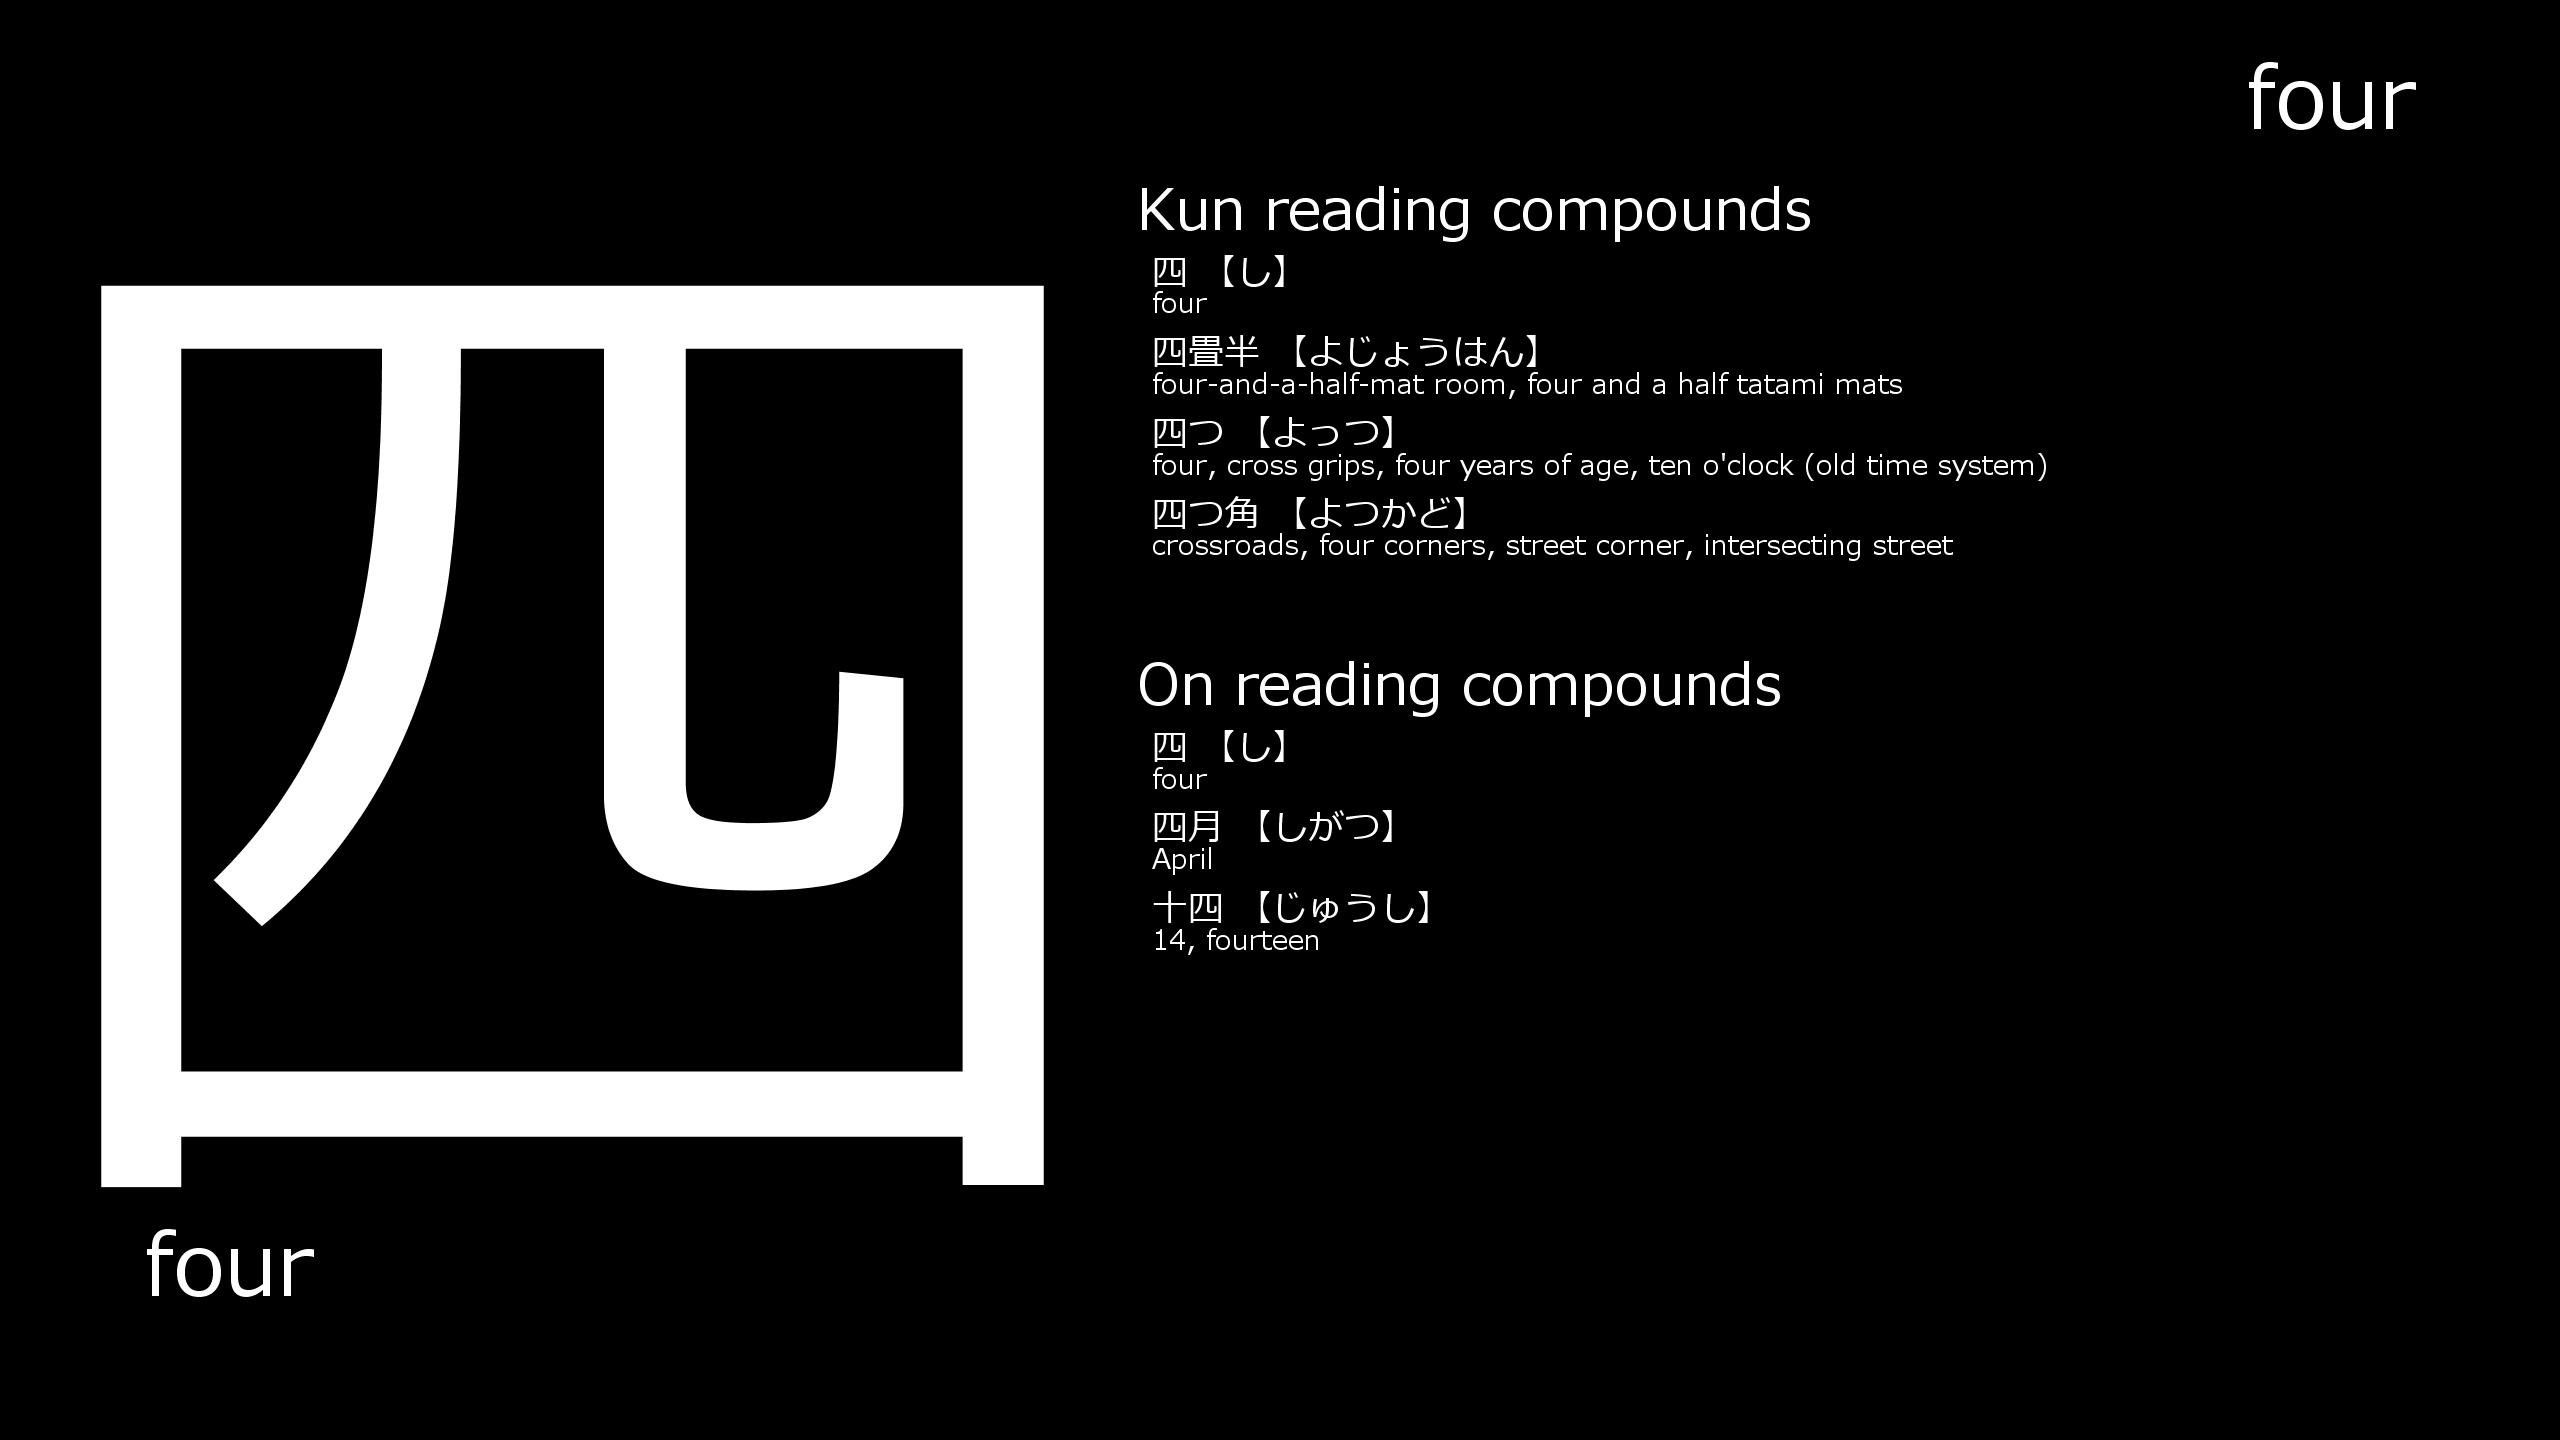 four
四
four
Kun reading compounds
四 【し】
four
四畳半 【よじょうはん】
four-and-a-half-mat room, four and a half tatami mats
四つ 【よっつ】
four, cross grips, four years of age, ten o'clock (old time system)
四つ角 【よつかど】
crossroads, four corners, street corner, intersecting street
On reading compounds
四 【し】
four
四月 【しがつ】
April
十四 【じゅうし】
14, fourteen